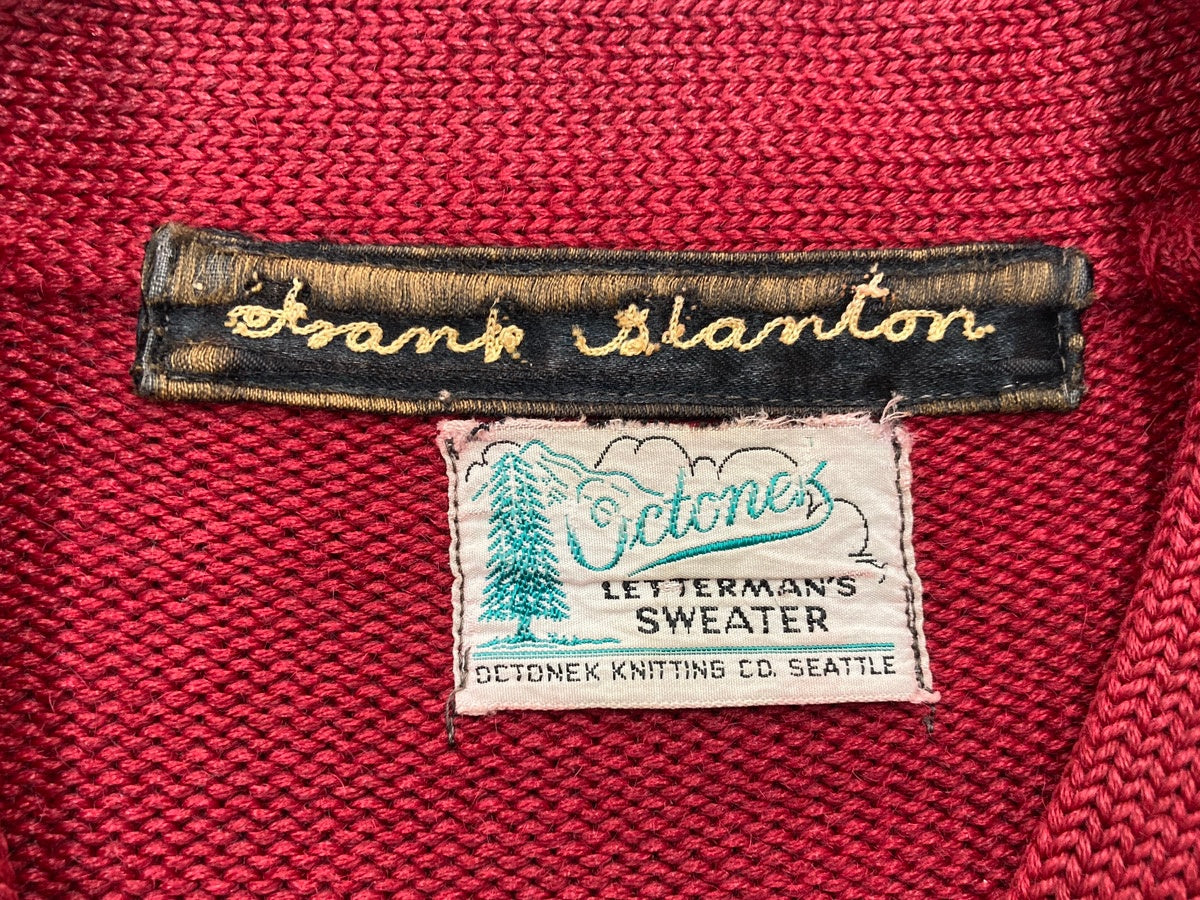 Frank Stanton
Octonek
LETTERMAN'S
SWEATER
OCTONEK KNITTING CO. SEATTLE